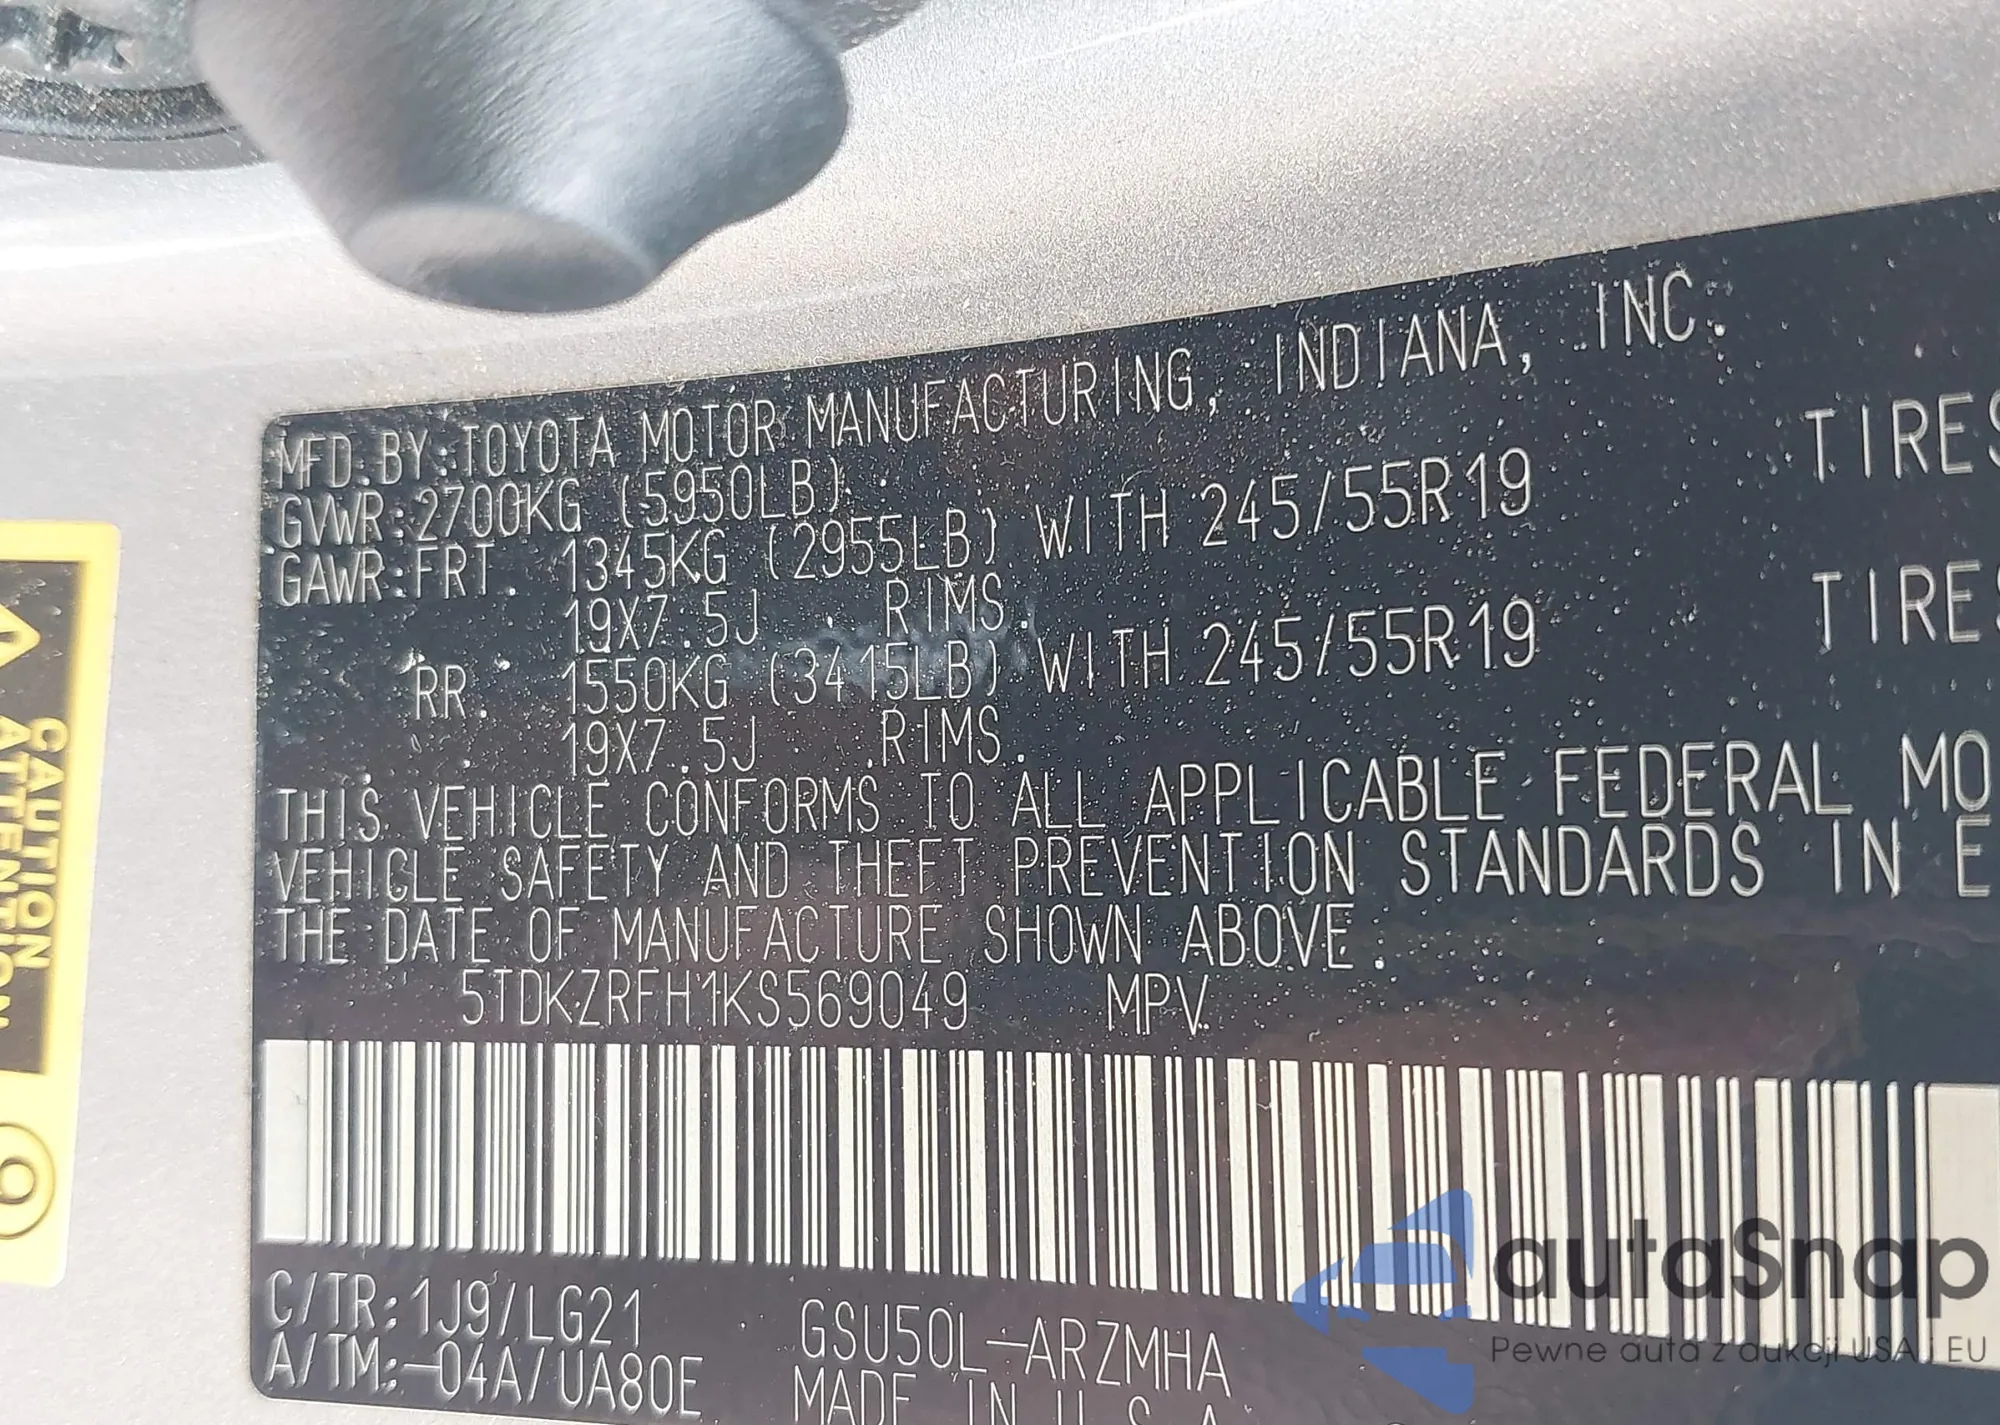 MFD. BY: TOYOTA MOTOR MANUFACTURING, INDIANA, INC.
GVWR: 2700KG (5950LB)
GAWR: FRT. 1345KG (2955LB) WITH 245/55R19 TIRES
19X7.5J RIMS.
RR. 1550KG (3415LB) WITH 245/55R19 TIRES
19X7.5J RIMS.
THIS VEHICLE CONFORMS TO ALL APPLICABLE FEDERAL MO
VEHICLE SAFETY AND THEFT PREVENTION STANDARDS IN E
THE DATE OF MANUFACTURE SHOWN ABOVE.
5TDKZRFH1KS569049 MPV
C/TR: 1J9/LG21 GSU50L-ARZMHA
A/TM: -04A/UA80E MADE IN U.S.A.
CAUTION
ATTENTION
autaSnap
Pewne auta z aukcji USA i EU